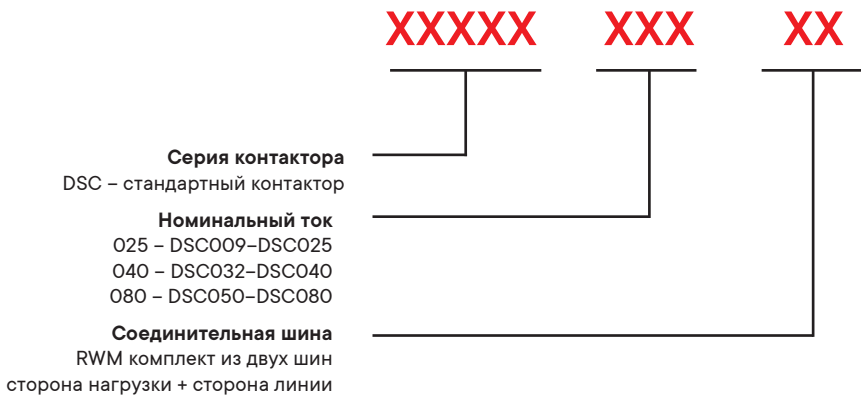 XXXXX XXX XX
Серия контактора
DSC – стандартный контактор
Номинальный ток
025 – DSC009–DSC025
040 – DSC032–DSC040
080 – DSC050–DSC080
Соединительная шина
RWM комплект из двух шин
сторона нагрузки + сторона линии